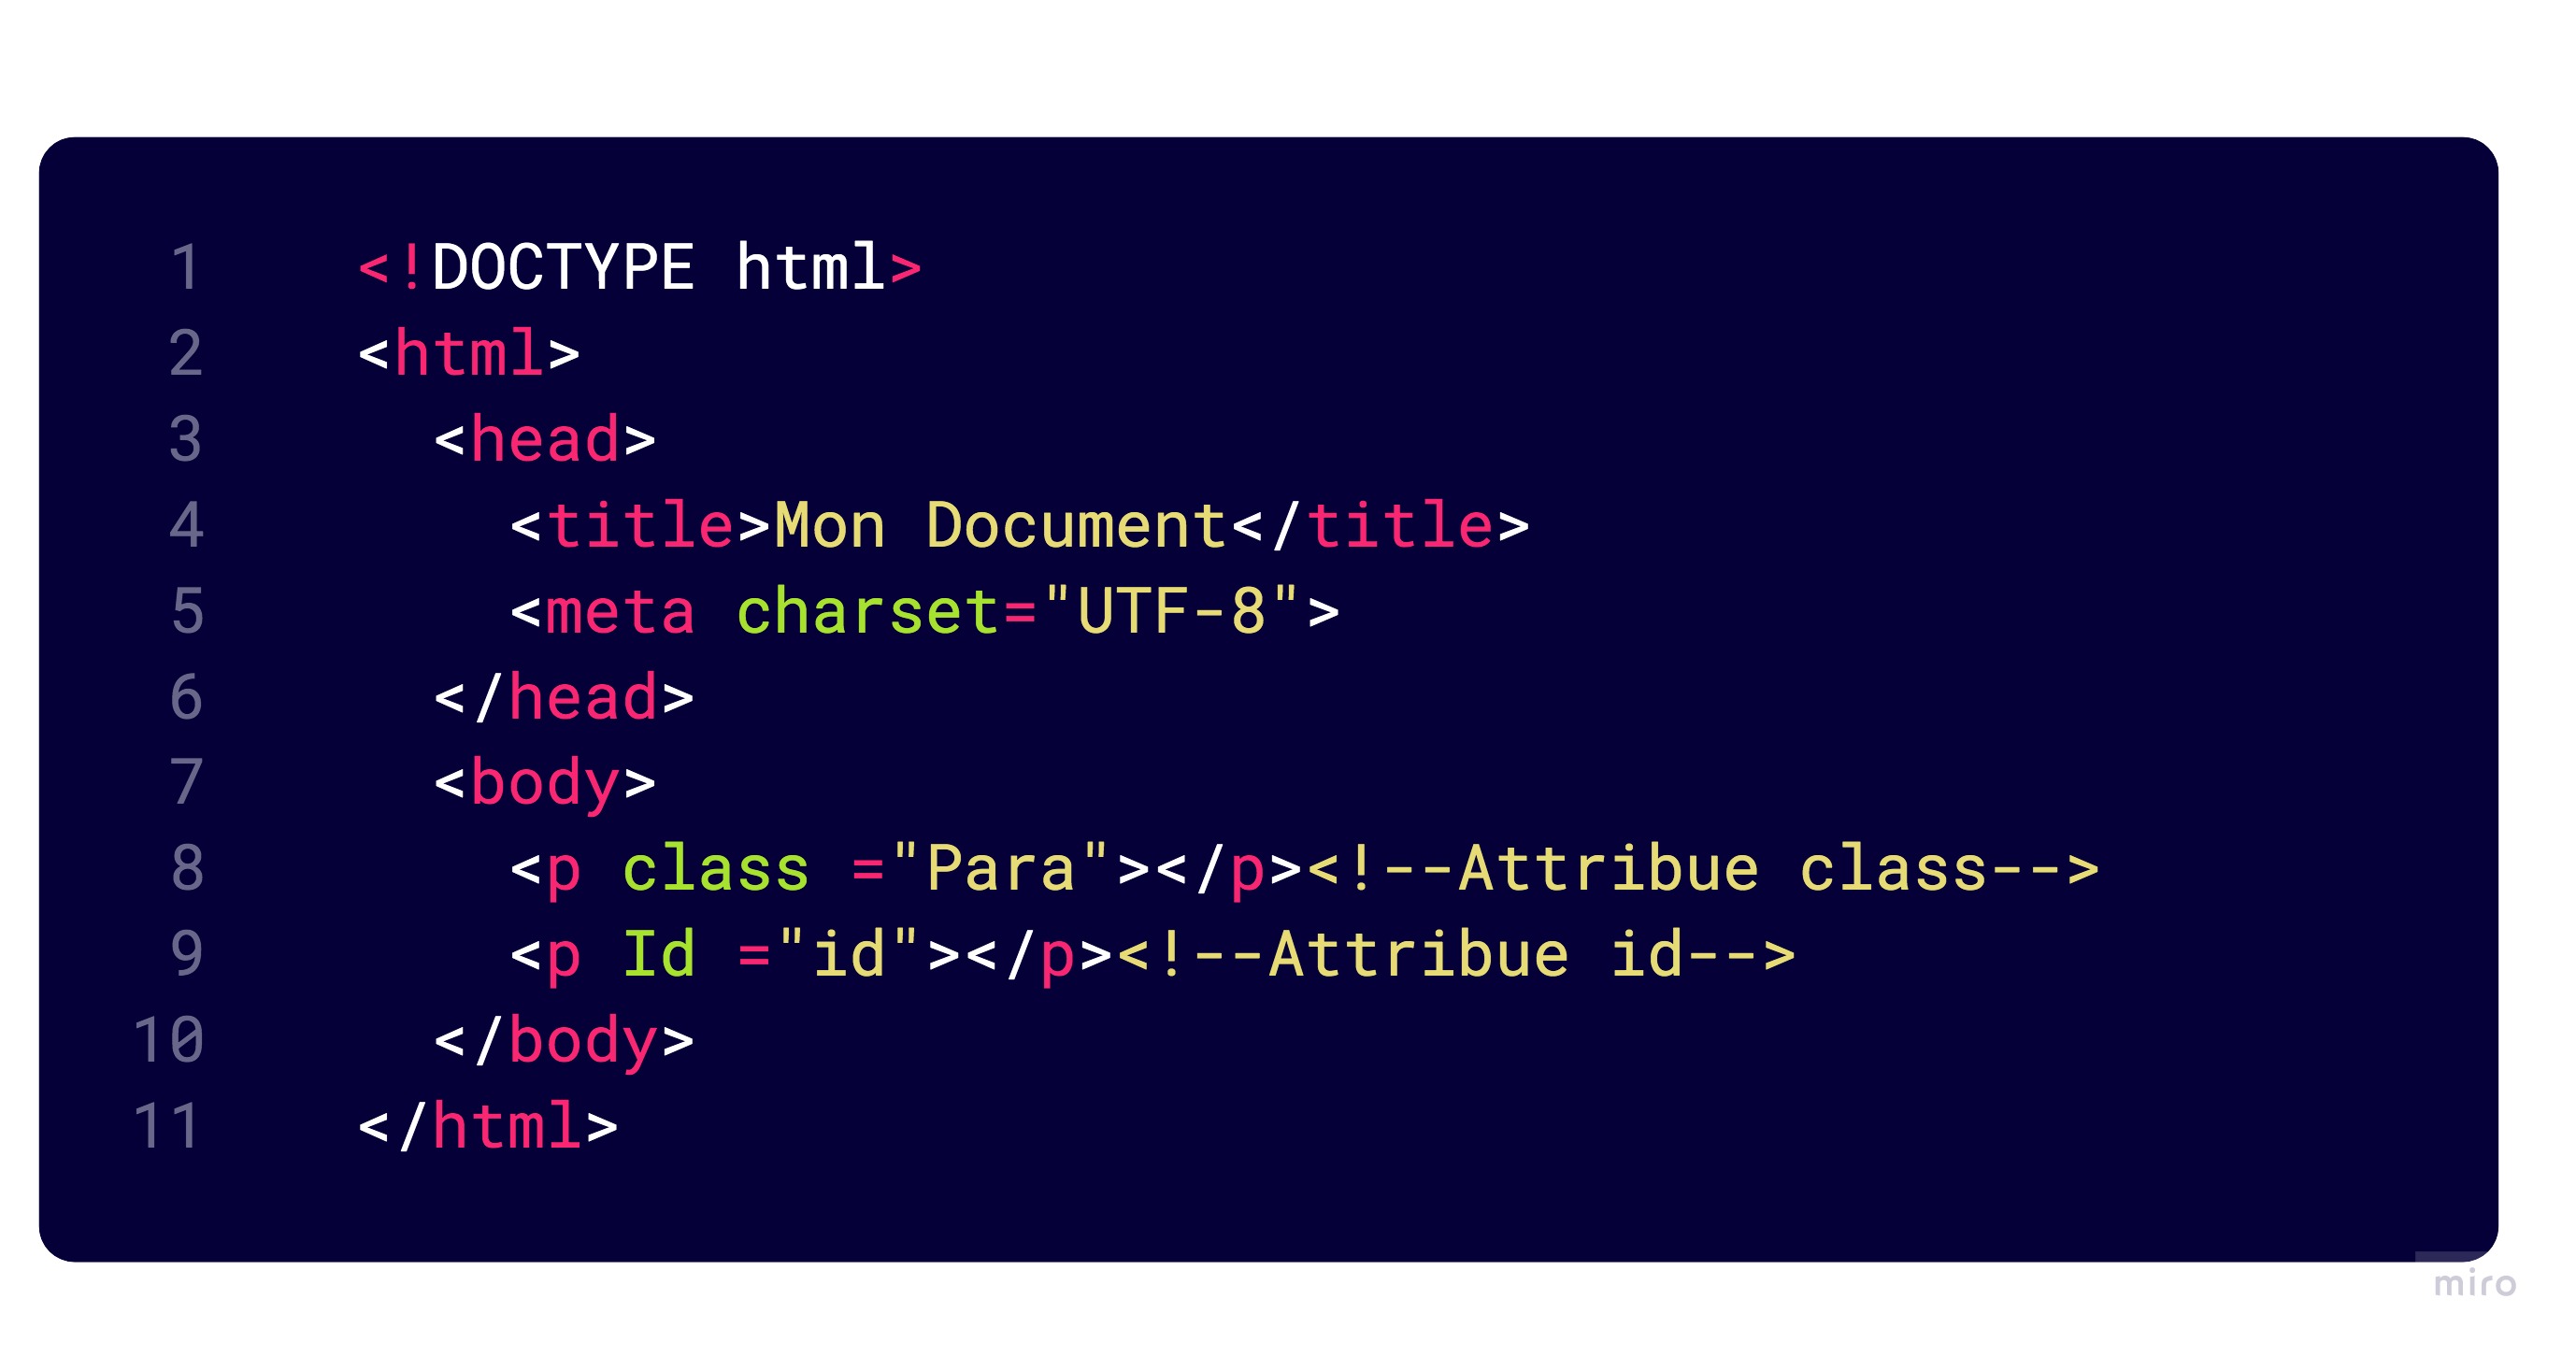 1 <!DOCTYPE html>
2 <html>
3 <head>
4 <title>Mon Document</title>
5 <meta charset="UTF-8">
6 </head>
7 <body>
8 <p class ="Para"></p><!--Attribue class-->
9 <p Id ="id"></p><!--Attribue id-->
10 </body>
11 </html>
miro